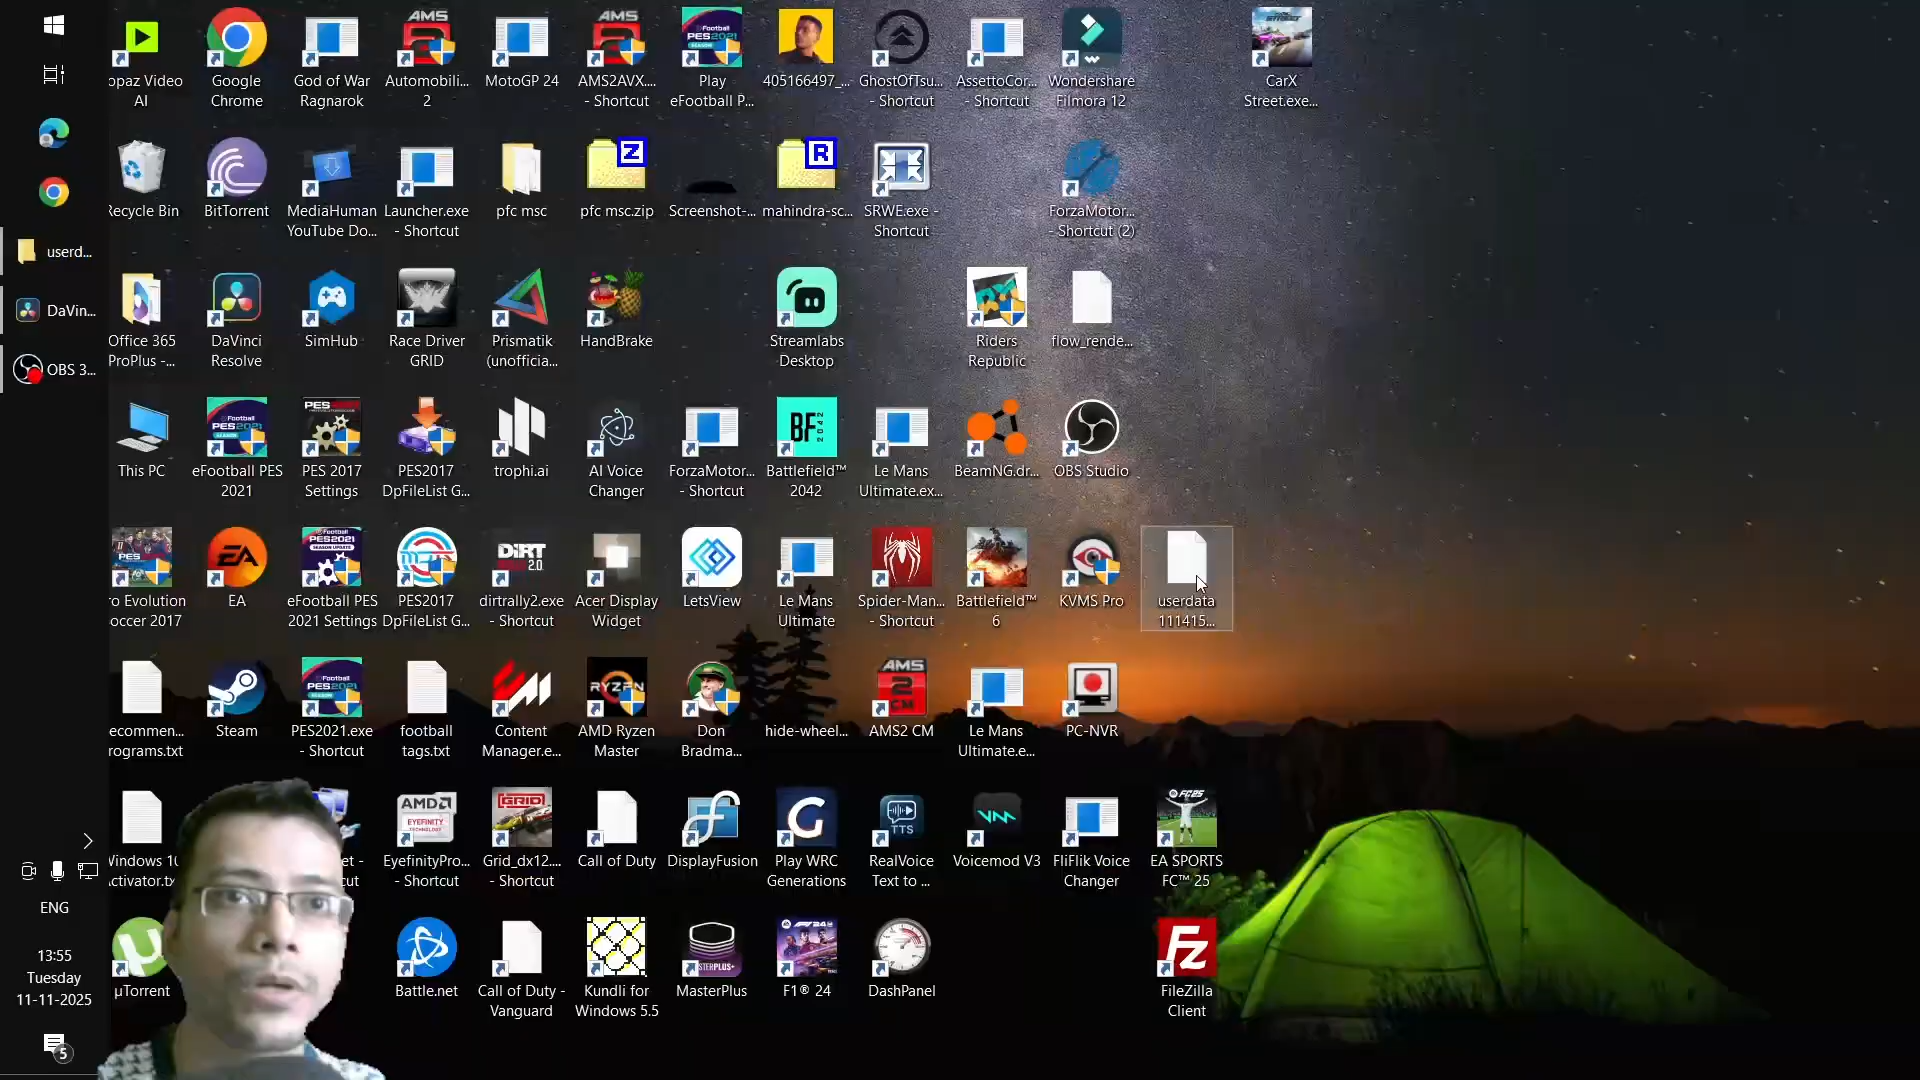 opaz Video
AI
Google
Chrome
God of War
Ragnarok
Automobili...
2
MotoGP 24
AMS2AVX....
- Shortcut
Play
eFootball P...
405166497_...
GhostOfTsu...
- Shortcut
AssettoCor...
- Shortcut
Wondershare
Filmora 12
CarX
Street.exe...
Recycle Bin
BitTorrent
MediaHuman
YouTube Do...
Launcher.exe
- Shortcut
pfc msc
pfc msc.zip
Screenshot-...
mahindra-sc...
SRWE.exe -
Shortcut
ForzaMotor...
- Shortcut (2)
userd...
DaVin...
OBS 3...
Office 365
ProPlus -...
DaVinci
Resolve
SimHub
Race Driver
GRID
Prismatik
(unofficia...
HandBrake
Streamlabs
Desktop
Riders
Republic
flow_rende...
This PC
eFootball PES
2021
PES 2017
Settings
PES2017
DpFileList G...
trophi.ai
AI Voice
Changer
ForzaMotor...
- Shortcut
Battlefield™
2042
Le Mans
Ultimate.ex...
BeamNG.dr...
OBS Studio
ro Evolution
occer 2017
EA
eFootball PES
2021 Settings
PES2017
DpFileList G...
dirtrally2.exe
- Shortcut
Acer Display
Widget
LetsView
Le Mans
Ultimate
Spider-Man...
- Shortcut
Battlefield™
6
KVMS Pro
userdata
111415...
ecommen...
rograms.txt
Steam
PES2021.exe
- Shortcut
football
tags.txt
Content
Manager.e...
AMD Ryzen
Master
Don
Bradma...
hide-wheel...
AMS2 CM
Le Mans
Ultimate.e...
PC-NVR
Windows 10
Activator.tx
et -
cut
EyefinityPro...
- Shortcut
Grid_dx12....
- Shortcut
Call of Duty
DisplayFusion
Play WRC
Generations
RealVoice
Text to ...
Voicemod V3
FliFlik Voice
Changer
EA SPORTS
FC™ 25
µTorrent
Battle.net
Call of Duty -
Vanguard
Kundli for
Windows 5.5
MasterPlus
F1® 24
DashPanel
FileZilla
Client
ENG
13:55
Tuesday
11-11-2025
5